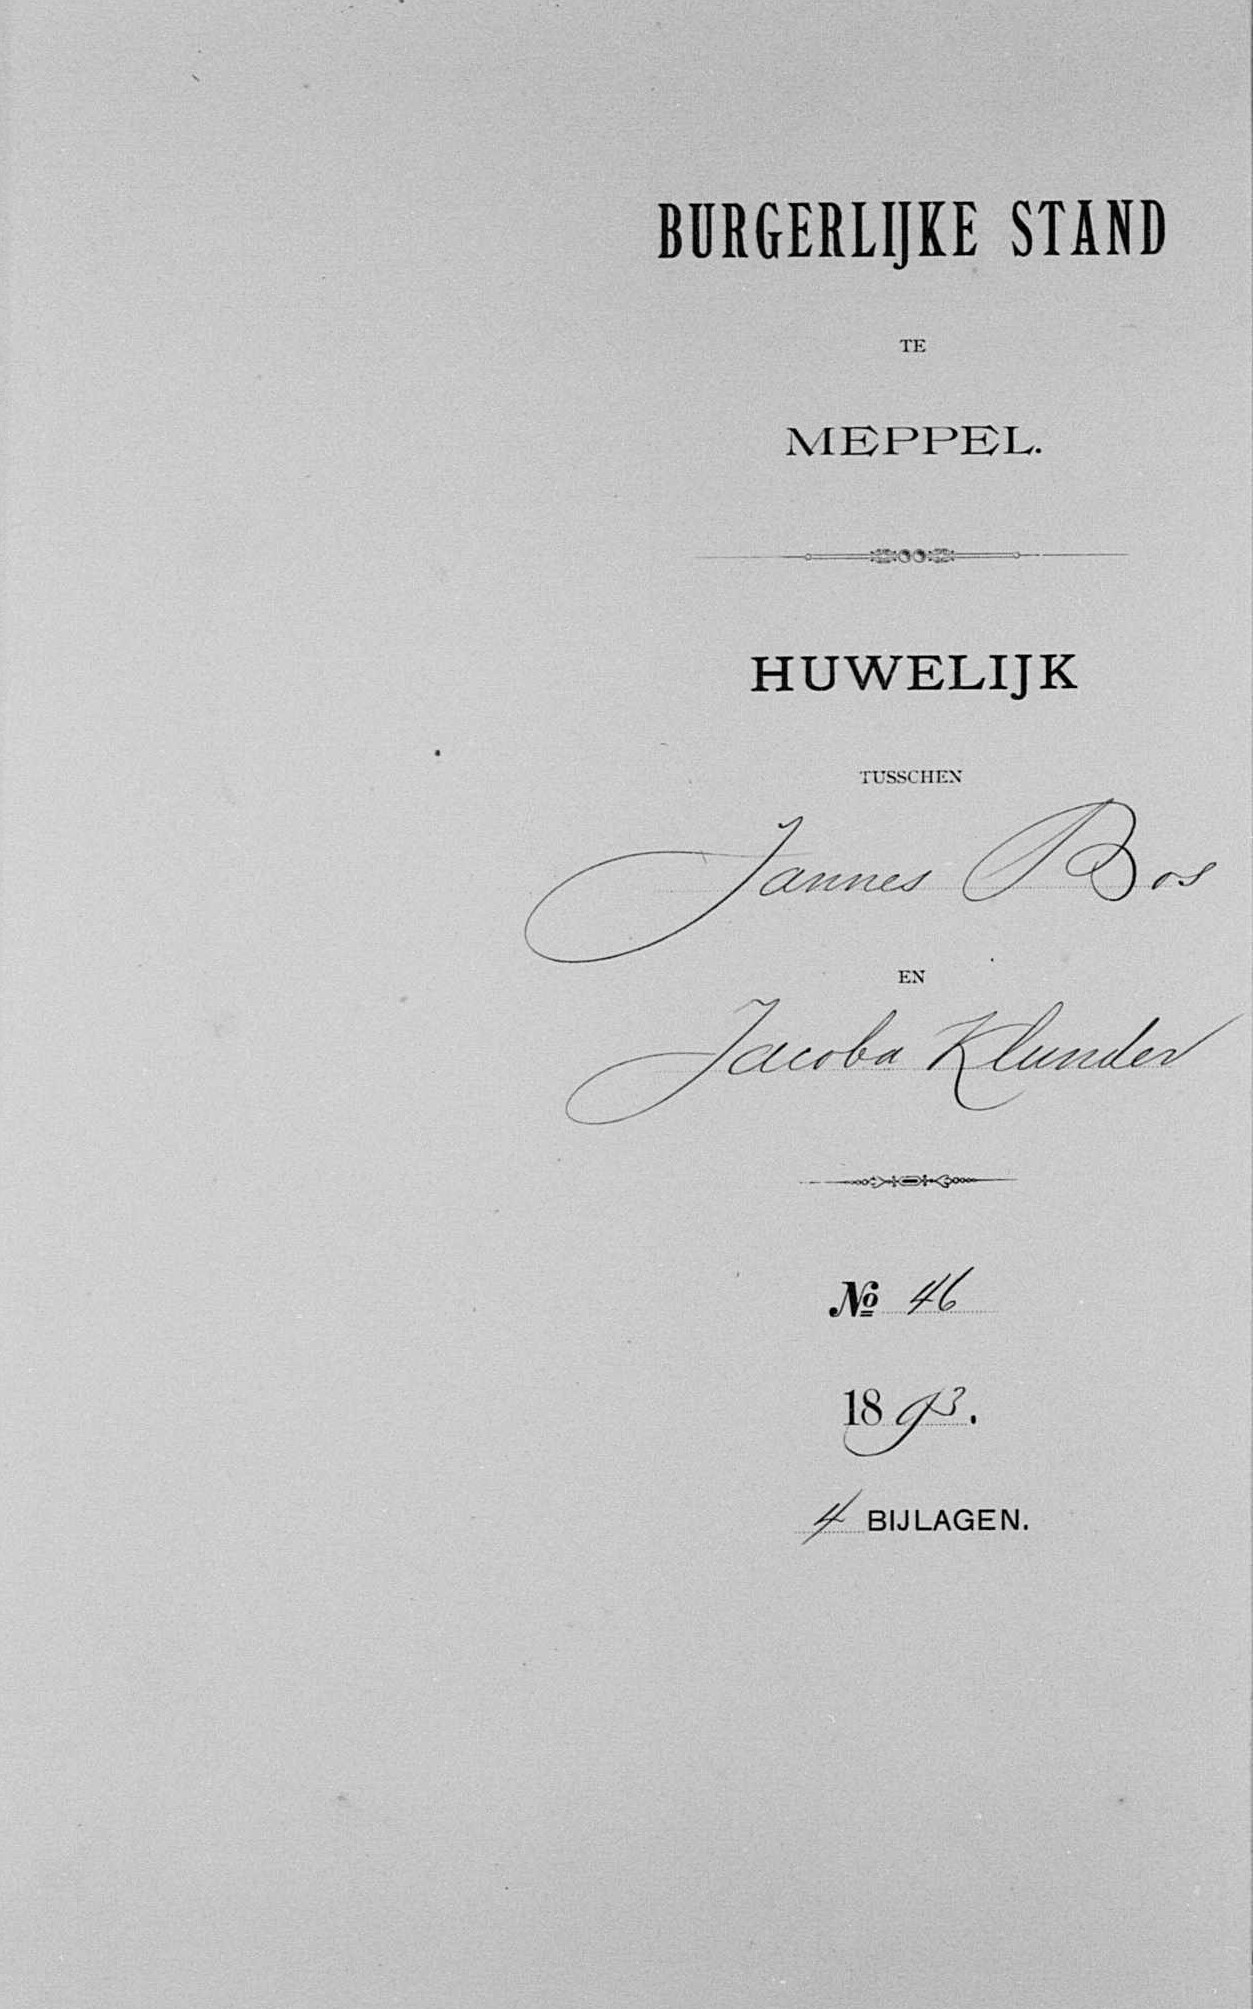 BURGERLIJKE STAND
TE
MEPPEL.
HUWELIJK
TUSSCHEN
Jannes Bos
EN
Jacoba Klunder
No 46
1893.
4 BIJLAGEN.